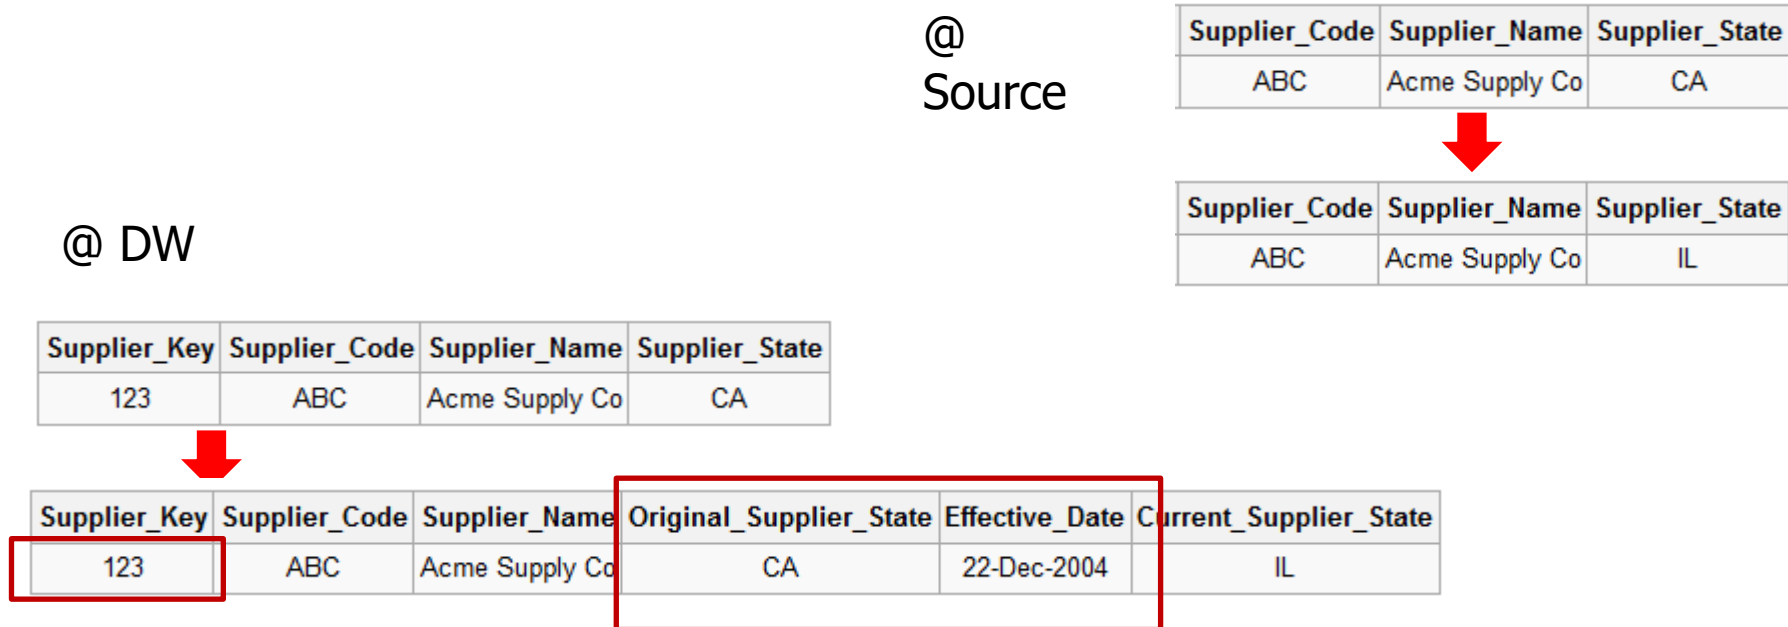 @
Source
Supplier_Code Supplier_Name Supplier_State
ABC Acme Supply Co CA
Supplier_Code Supplier_Name Supplier_State
ABC Acme Supply Co IL
@ DW
Supplier_Key Supplier_Code Supplier_Name Supplier_State
123 ABC Acme Supply Co CA
Supplier_Key Supplier_Code Supplier_Name Original_Supplier_State Effective_Date Current_Supplier_State
123 ABC Acme Supply Co CA 22-Dec-2004 IL